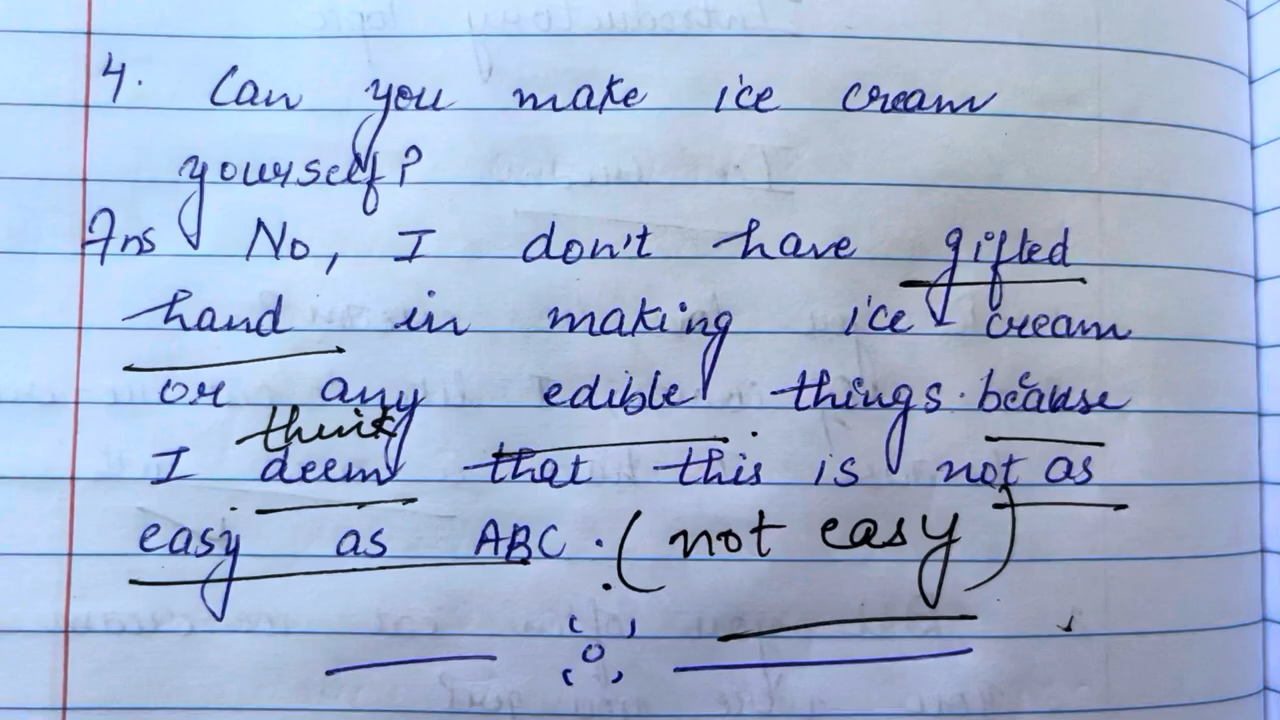 4. Can you make ice cream
yourself?
Ans No, I don't have gifted
hand in making ice cream
or any edible things because
think
I deem that this is not as
easy as ABC. (not easy)